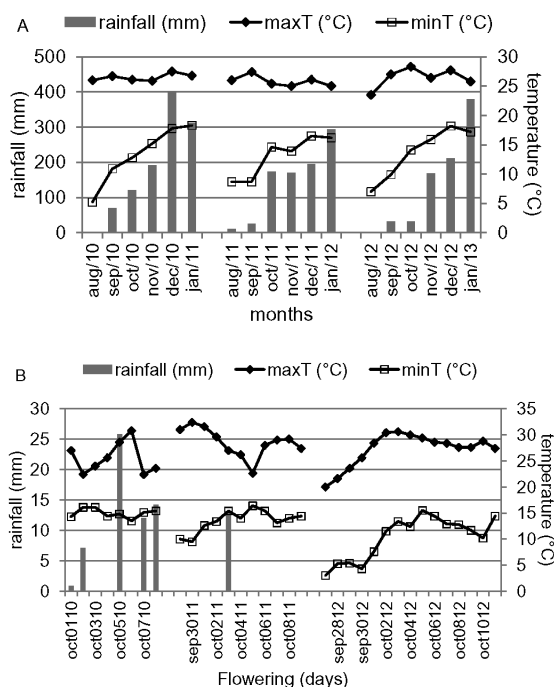 A
rainfall (mm) maxT (°C) minT (°C)
500 400 300 200 100 0
rainfall (mm)
30 25 20 15 10 5 0
temperature (°C)
aug/10 sep/10 oct/10 nov/10 dec/10 jan/11 aug/11 sep/11 oct/11 nov/11 dec/11 jan/12 aug/12 sep/12 oct/12 nov/12 dec/12 jan/13
months
B
rainfall (mm) maxT (°C) minT (°C)
30 25 20 15 10 5 0
rainfall (mm)
35 30 25 20 15 10 5 0
temperature (°C)
oct0110 oct0310 oct0510 oct0710 sep3011 oct0211 oct0411 oct0611 oct0811 sep2812 sep3012 oct0212 oct0412 oct0612 oct0812 oct1012
Flowering (days)